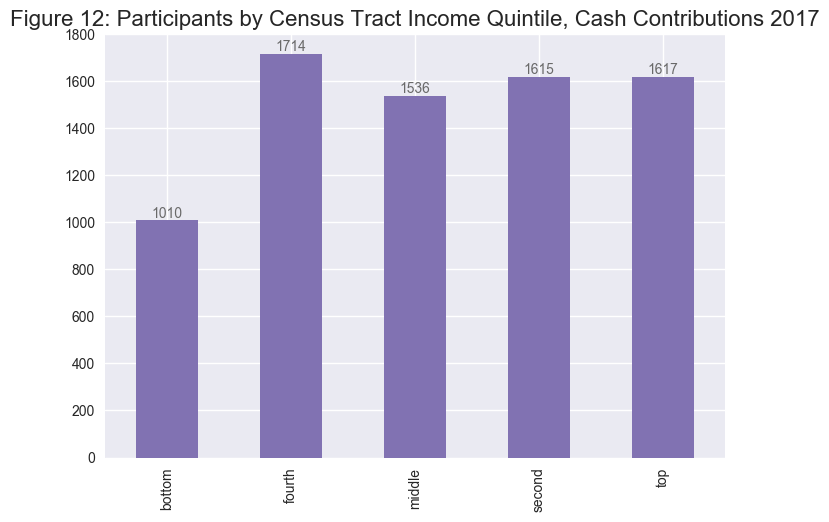 Figure 12: Participants by Census Tract Income Quintile, Cash Contributions 2017
1800
1600
1400
1200
1000
800
600
400
200
0
1010
1714
1536
1615
1617
bottom
fourth
middle
second
top